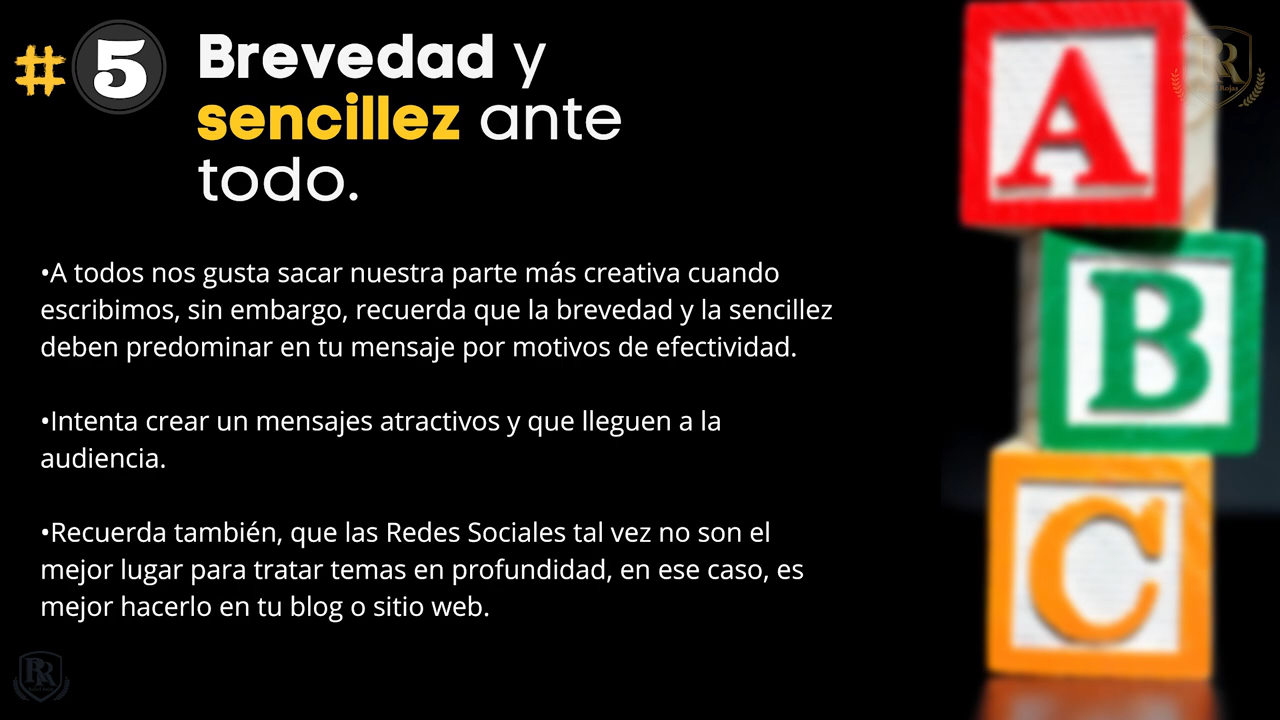 #5
Brevedad y
sencillez ante
todo.
•A todos nos gusta sacar nuestra parte más creativa cuando
escribimos, sin embargo, recuerda que la brevedad y la sencillez
deben predominar en tu mensaje por motivos de efectividad.
•Intenta crear un mensajes atractivos y que lleguen a la
audiencia.
•Recuerda también, que las Redes Sociales tal vez no son el
mejor lugar para tratar temas en profundidad, en ese caso, es
mejor hacerlo en tu blog o sitio web.
A
B
C
RR
RR